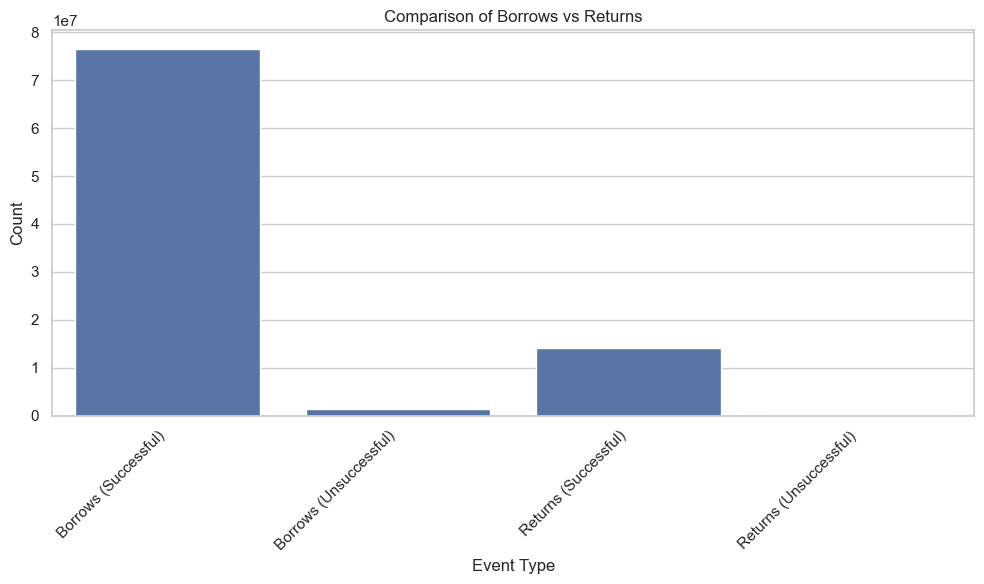 Comparison of Borrows vs Returns
1e7
8
7
6
5
4
3
2
1
0
Count
Borrows (Successful)
Borrows (Unsuccessful)
Returns (Successful)
Returns (Unsuccessful)
Event Type